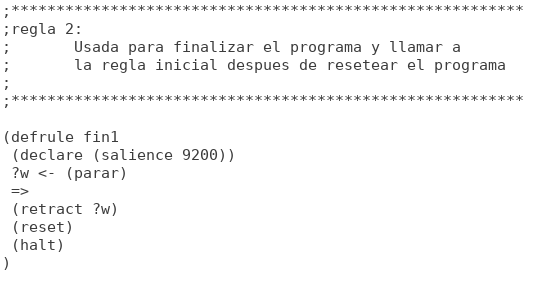 ;*********************************************************
;regla 2:
;       Usada para finalizar el programa y llamar a
;       la regla inicial despues de resetear el programa
;
;*********************************************************
(defrule fin1
 (declare (salience 9200))
 ?w <- (parar)
 =>
 (retract ?w)
 (reset)
 (halt)
)